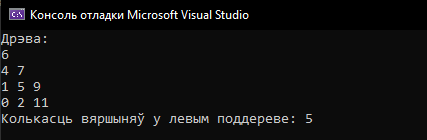 Консоль отладки Microsoft Visual Studio
Дрэва:
6
4 7
1 5 9
0 2 11
Колькасць вяршыняў у левым поддереве: 5